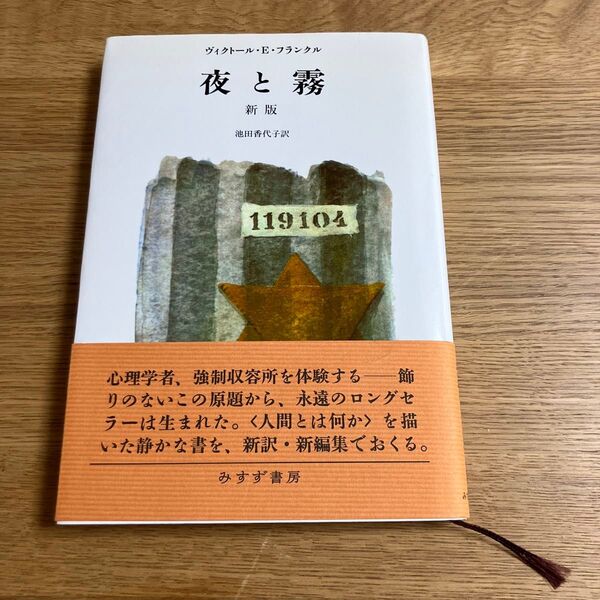 ヴィクトール・E・フランクル
夜と霧
新版
池田香代子訳
119104
心理学者、強制収容所を体験する——飾
りのないこの原題から、永遠のロングセ
ラーは生まれた。〈人間とは何か〉を描
いた静かな書を、新訳・新編集でおくる。
みすず書房